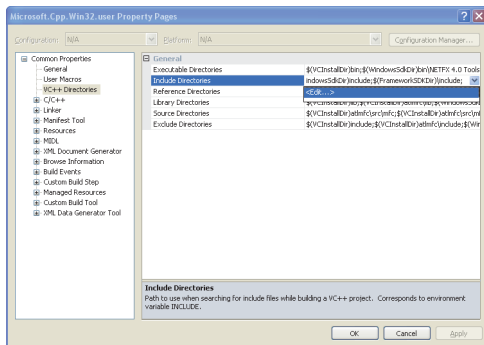 Microsoft.Cpp.Win32.user Property Pages
Configuration: N/A
Platform: N/A
Configuration Manager...
Common Properties
General
User Macros
VC++ Directories
C/C++
Linker
Manifest Tool
Resources
MIDL
XML Document Generator
Browse Information
Build Events
Custom Build Step
Managed Resources
Custom Build Tool
XML Data Generator Tool
General
Executable Directories $(VCInstallDir)bin;$(WindowsSdkDir)bin\NETFX 4.0 Tools
Include Directories indowsSdkDir)include;$(FrameworkSDKDir)\include;
Reference Directories <Edit...>
Library Directories
Source Directories $(VCInstallDir)atlmfc\src\mfc;$(VCInstallDir)atlmfc\src\mf
Exclude Directories $(VCInstallDir)include;$(VCInstallDir)atlmfc\include;$(Win
Include Directories
Path to use when searching for include files while building a VC++ project. Corresponds to environment
variable INCLUDE.
OK
Cancel
Apply